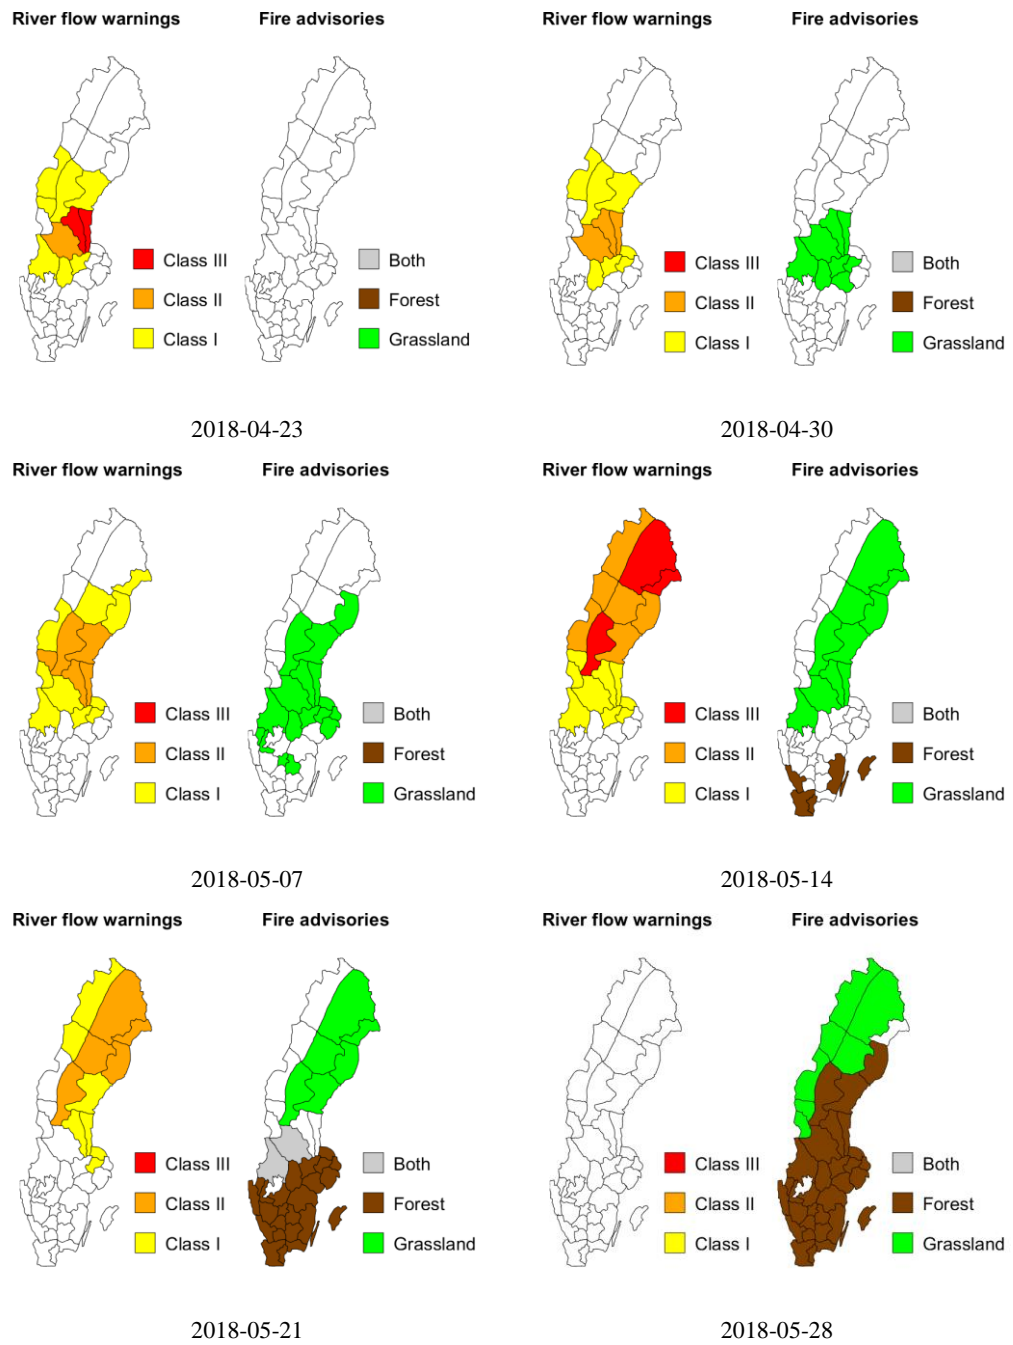 River flow warnings Fire advisories River flow warnings Fire advisories
Class III Both Class III Both
Class II Forest Class II Forest
Class I Grassland Class I Grassland
2018-04-23 2018-04-30
River flow warnings Fire advisories River flow warnings Fire advisories
Class III Both Class III Both
Class II Forest Class II Forest
Class I Grassland Class I Grassland
2018-05-07 2018-05-14
River flow warnings Fire advisories River flow warnings Fire advisories
Class III Both Class III Both
Class II Forest Class II Forest
Class I Grassland Class I Grassland
2018-05-21 2018-05-28